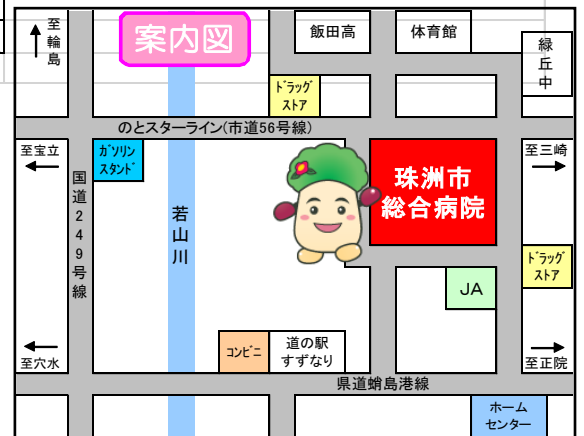 至輪島
案内図
飯田高
体育館
緑丘中
ﾄﾞﾗｯｸﾞ
ｽﾄｱ
のとスターライン(市道56号線)
至宝立
ｶﾞｿﾘﾝ
ｽﾀﾝﾄﾞ
至三崎
珠洲市
総合病院
国道249号線
若山川
ﾄﾞﾗｯｸﾞ
ｽﾄｱ
JA
ｺﾝﾋﾞﾆ
道の駅
すずなり
至穴水
至正院
県道蛸島港線
ホーム
センター